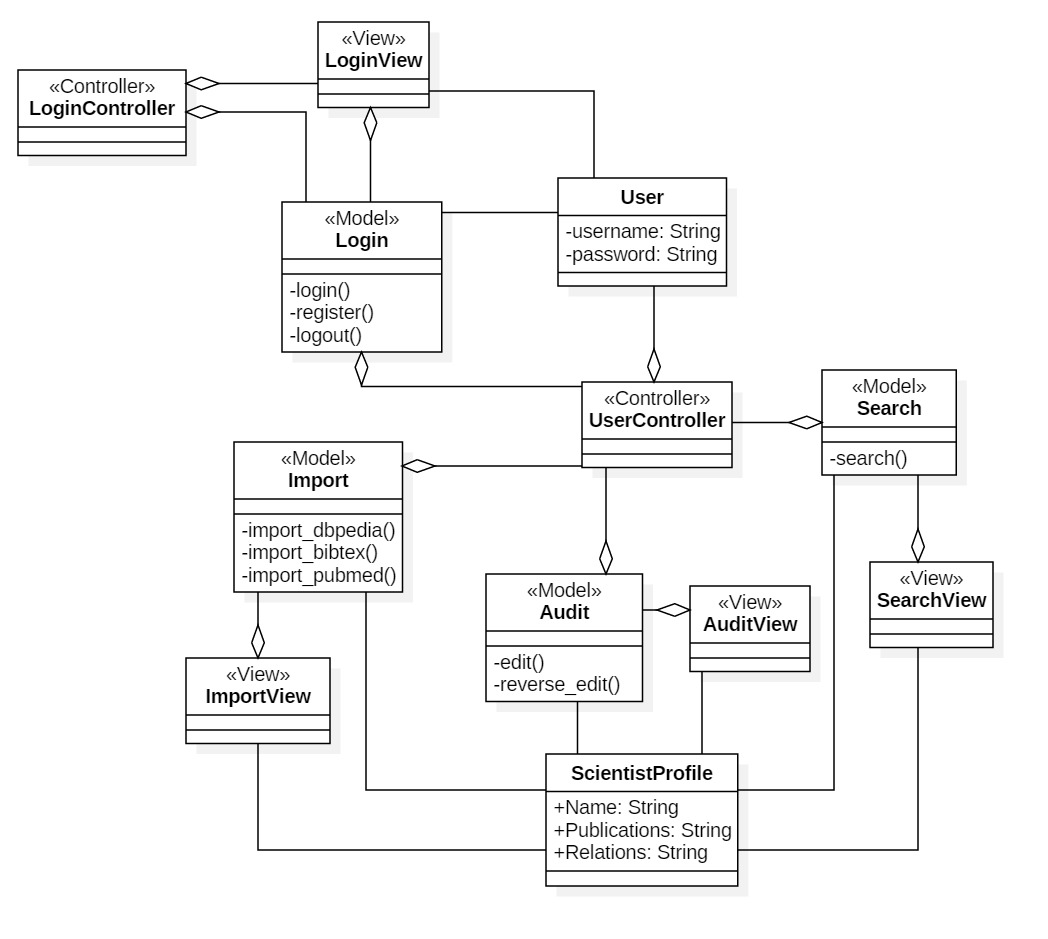 «View»
LoginView
«Controller»
LoginController
User
-username: String
-password: String
«Model»
Login
-login()
-register()
-logout()
«Controller»
UserController
«Model»
Search
-search()
«Model»
Import
-import_dbpedia()
-import_bibtex()
-import_pubmed()
«Model»
Audit
-edit()
-reverse_edit()
«View»
AuditView
«View»
SearchView
«View»
ImportView
ScientistProfile
+Name: String
+Publications: String
+Relations: String